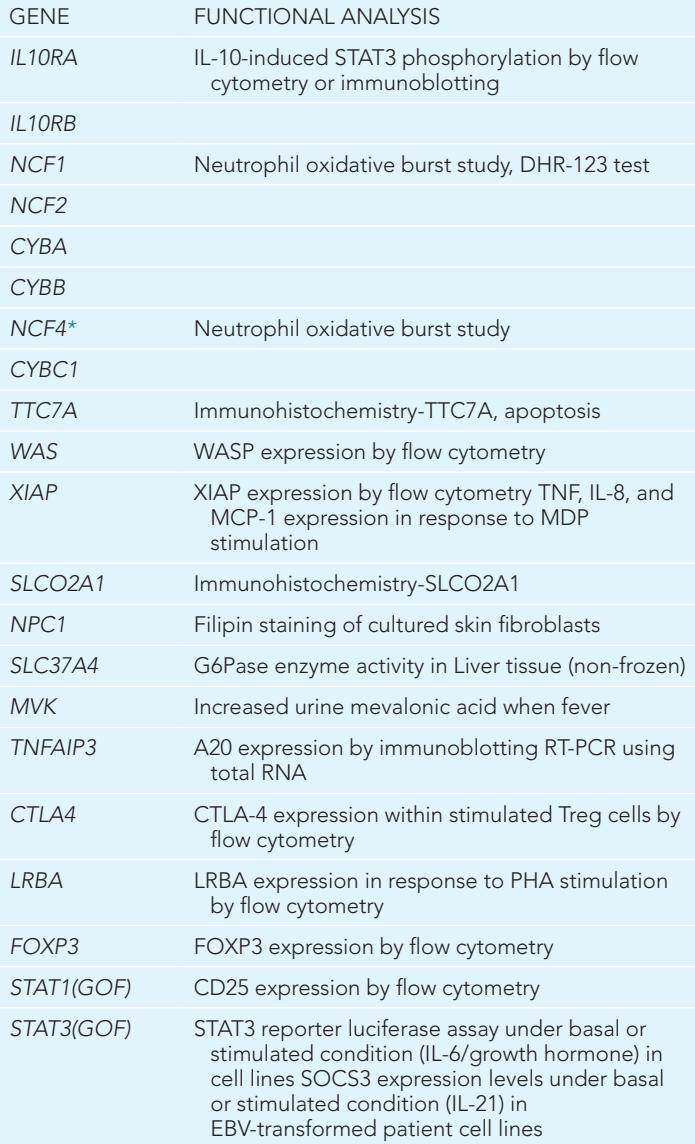 GENE FUNCTIONAL ANALYSIS
IL10RA IL-10-induced STAT3 phosphorylation by flow
cytometry or immunoblotting
IL10RB
NCF1 Neutrophil oxidative burst study, DHR-123 test
NCF2
CYBA
CYBB
NCF4* Neutrophil oxidative burst study
CYBC1
TTC7A Immunohistochemistry-TTC7A, apoptosis
WAS WASP expression by flow cytometry
XIAP XIAP expression by flow cytometry TNF, IL-8, and
MCP-1 expression in response to MDP
stimulation
SLCO2A1 Immunohistochemistry-SLCO2A1
NPC1 Filipin staining of cultured skin fibroblasts
SLC37A4 G6Pase enzyme activity in Liver tissue (non-frozen)
MVK Increased urine mevalonic acid when fever
TNFAIP3 A20 expression by immunoblotting RT-PCR using
total RNA
CTLA4 CTLA-4 expression within stimulated Treg cells by
flow cytometry
LRBA LRBA expression in response to PHA stimulation
by flow cytometry
FOXP3 FOXP3 expression by flow cytometry
STAT1(GOF) CD25 expression by flow cytometry
STAT3(GOF) STAT3 reporter luciferase assay under basal or
stimulated condition (IL-6/growth hormone) in
cell lines SOCS3 expression levels under basal
or stimulated condition (IL-21) in
EBV-transformed patient cell lines